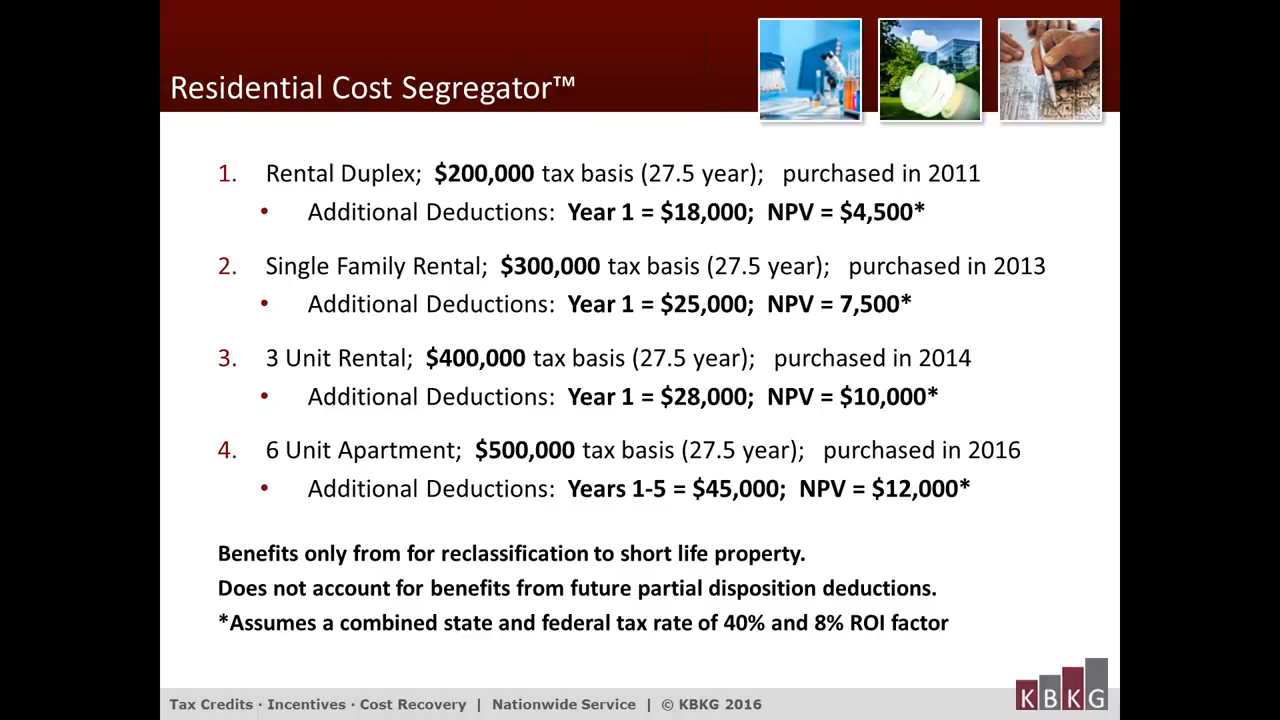 Residential Cost Segregator™
1. Rental Duplex; $200,000 tax basis (27.5 year); purchased in 2011
• Additional Deductions: Year 1 = $18,000; NPV = $4,500*
2. Single Family Rental; $300,000 tax basis (27.5 year); purchased in 2013
• Additional Deductions: Year 1 = $25,000; NPV = 7,500*
3. 3 Unit Rental; $400,000 tax basis (27.5 year); purchased in 2014
• Additional Deductions: Year 1 = $28,000; NPV = $10,000*
4. 6 Unit Apartment; $500,000 tax basis (27.5 year); purchased in 2016
• Additional Deductions: Years 1-5 = $45,000; NPV = $12,000*
Benefits only from for reclassification to short life property.
Does not account for benefits from future partial disposition deductions.
*Assumes a combined state and federal tax rate of 40% and 8% ROI factor
Tax Credits · Incentives · Cost Recovery | Nationwide Service | © KBKG 2016
KBKG